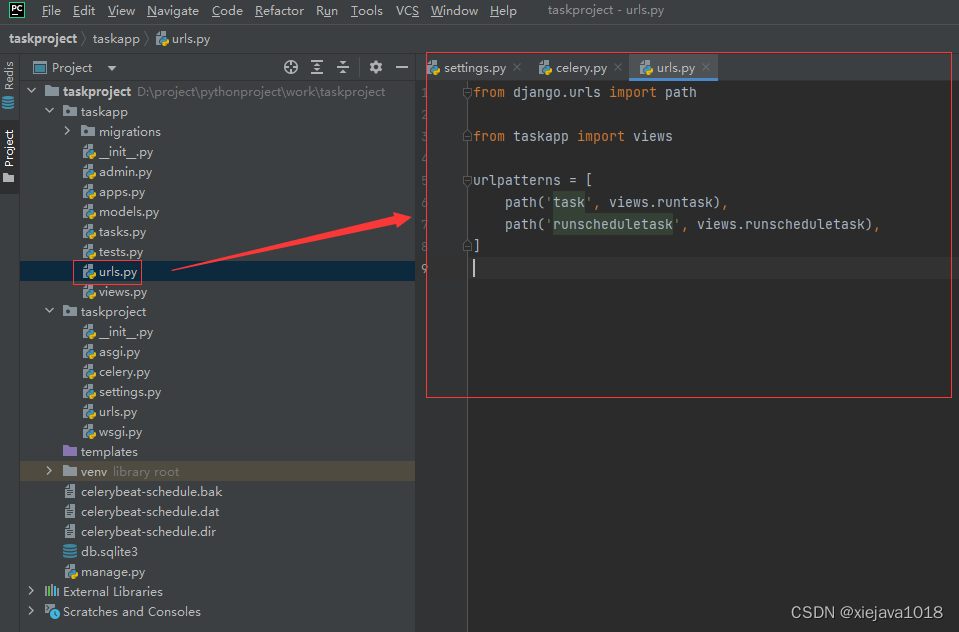 PC File Edit View Navigate Code Refactor Run Tools VCS Window Help taskproject - urls.py
taskproject taskapp urls.py
Redis
Project
Project
taskproject D:\project\pythonproject\work\taskproject
taskapp
migrations
__init__.py
admin.py
apps.py
models.py
tasks.py
tests.py
urls.py
views.py
taskproject
__init__.py
asgi.py
celery.py
settings.py
urls.py
wsgi.py
templates
venv library root
celerybeat-schedule.bak
celerybeat-schedule.dat
celerybeat-schedule.dir
db.sqlite3
manage.py
External Libraries
Scratches and Consoles
settings.py celery.py urls.py
1 from django.urls import path
2
3 from taskapp import views
4
5 urlpatterns = [
6 path('task', views.runtask),
7 path('runscheduletask', views.runscheduletask),
8 ]
9
CSDN @xiejava1018